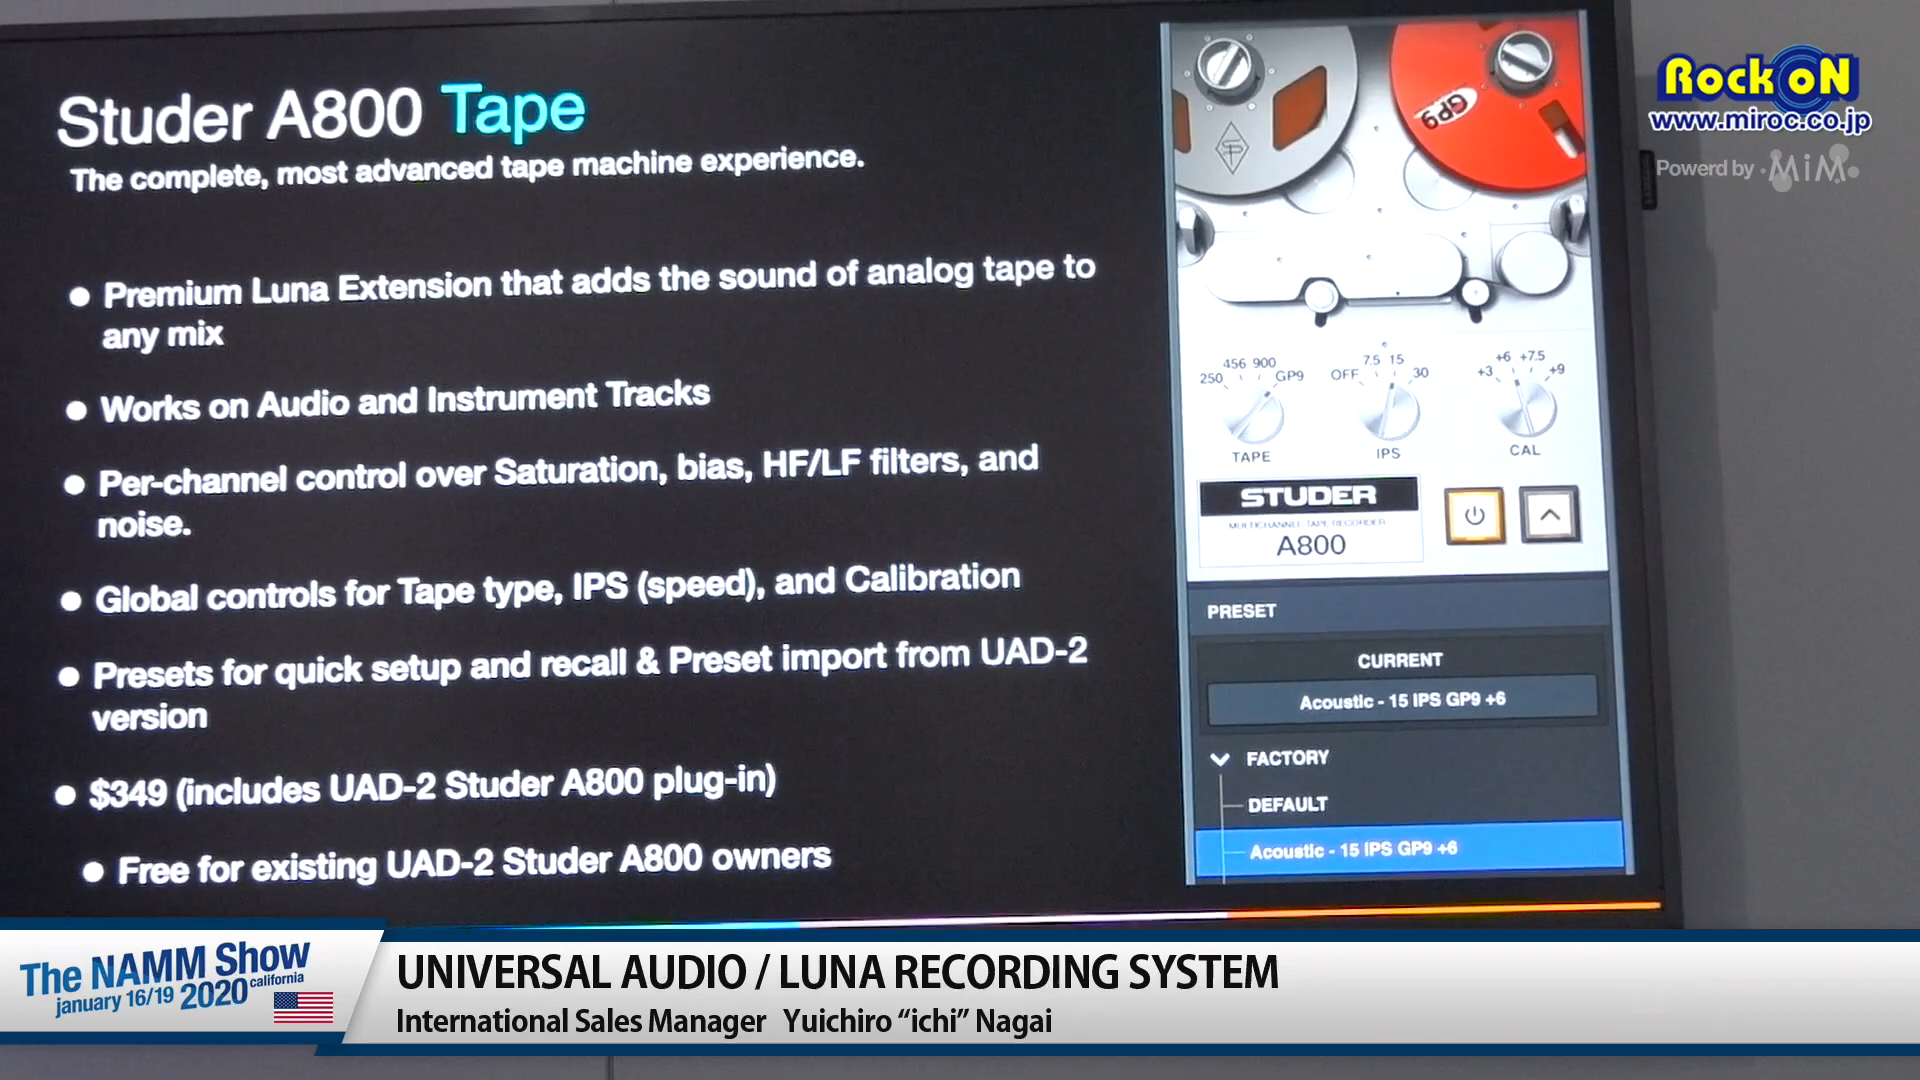 Studer A800 Tape
The complete, most advanced tape machine experience.
Premium Luna Extension that adds the sound of analog tape to
any mix
Works on Audio and Instrument Tracks
Per-channel control over Saturation, bias, HF/LF filters, and
noise.
Global controls for Tape type, IPS (speed), and Calibration
Presets for quick setup and recall & Preset import from UAD-2
version
$349 (includes UAD-2 Studer A800 plug-in)
Free for existing UAD-2 Studer A800 owners
GP9
250 456 900 GP9
TAPE
OFF 7.5 15 30
IPS
+3 +6 +7.5 +9
CAL
STUDER
MULTICHANNEL TAPE RECORDER
A800
PRESET
CURRENT
Acoustic - 15 IPS GP9 +6
FACTORY
DEFAULT
Acoustic - 15 IPS GP9 +6
Rock oN
www.miroc.co.jp
Powerd by MiM
The NAMM Show
california
january 16/19 2020
UNIVERSAL AUDIO / LUNA RECORDING SYSTEM
International Sales Manager Yuichiro “ichi” Nagai